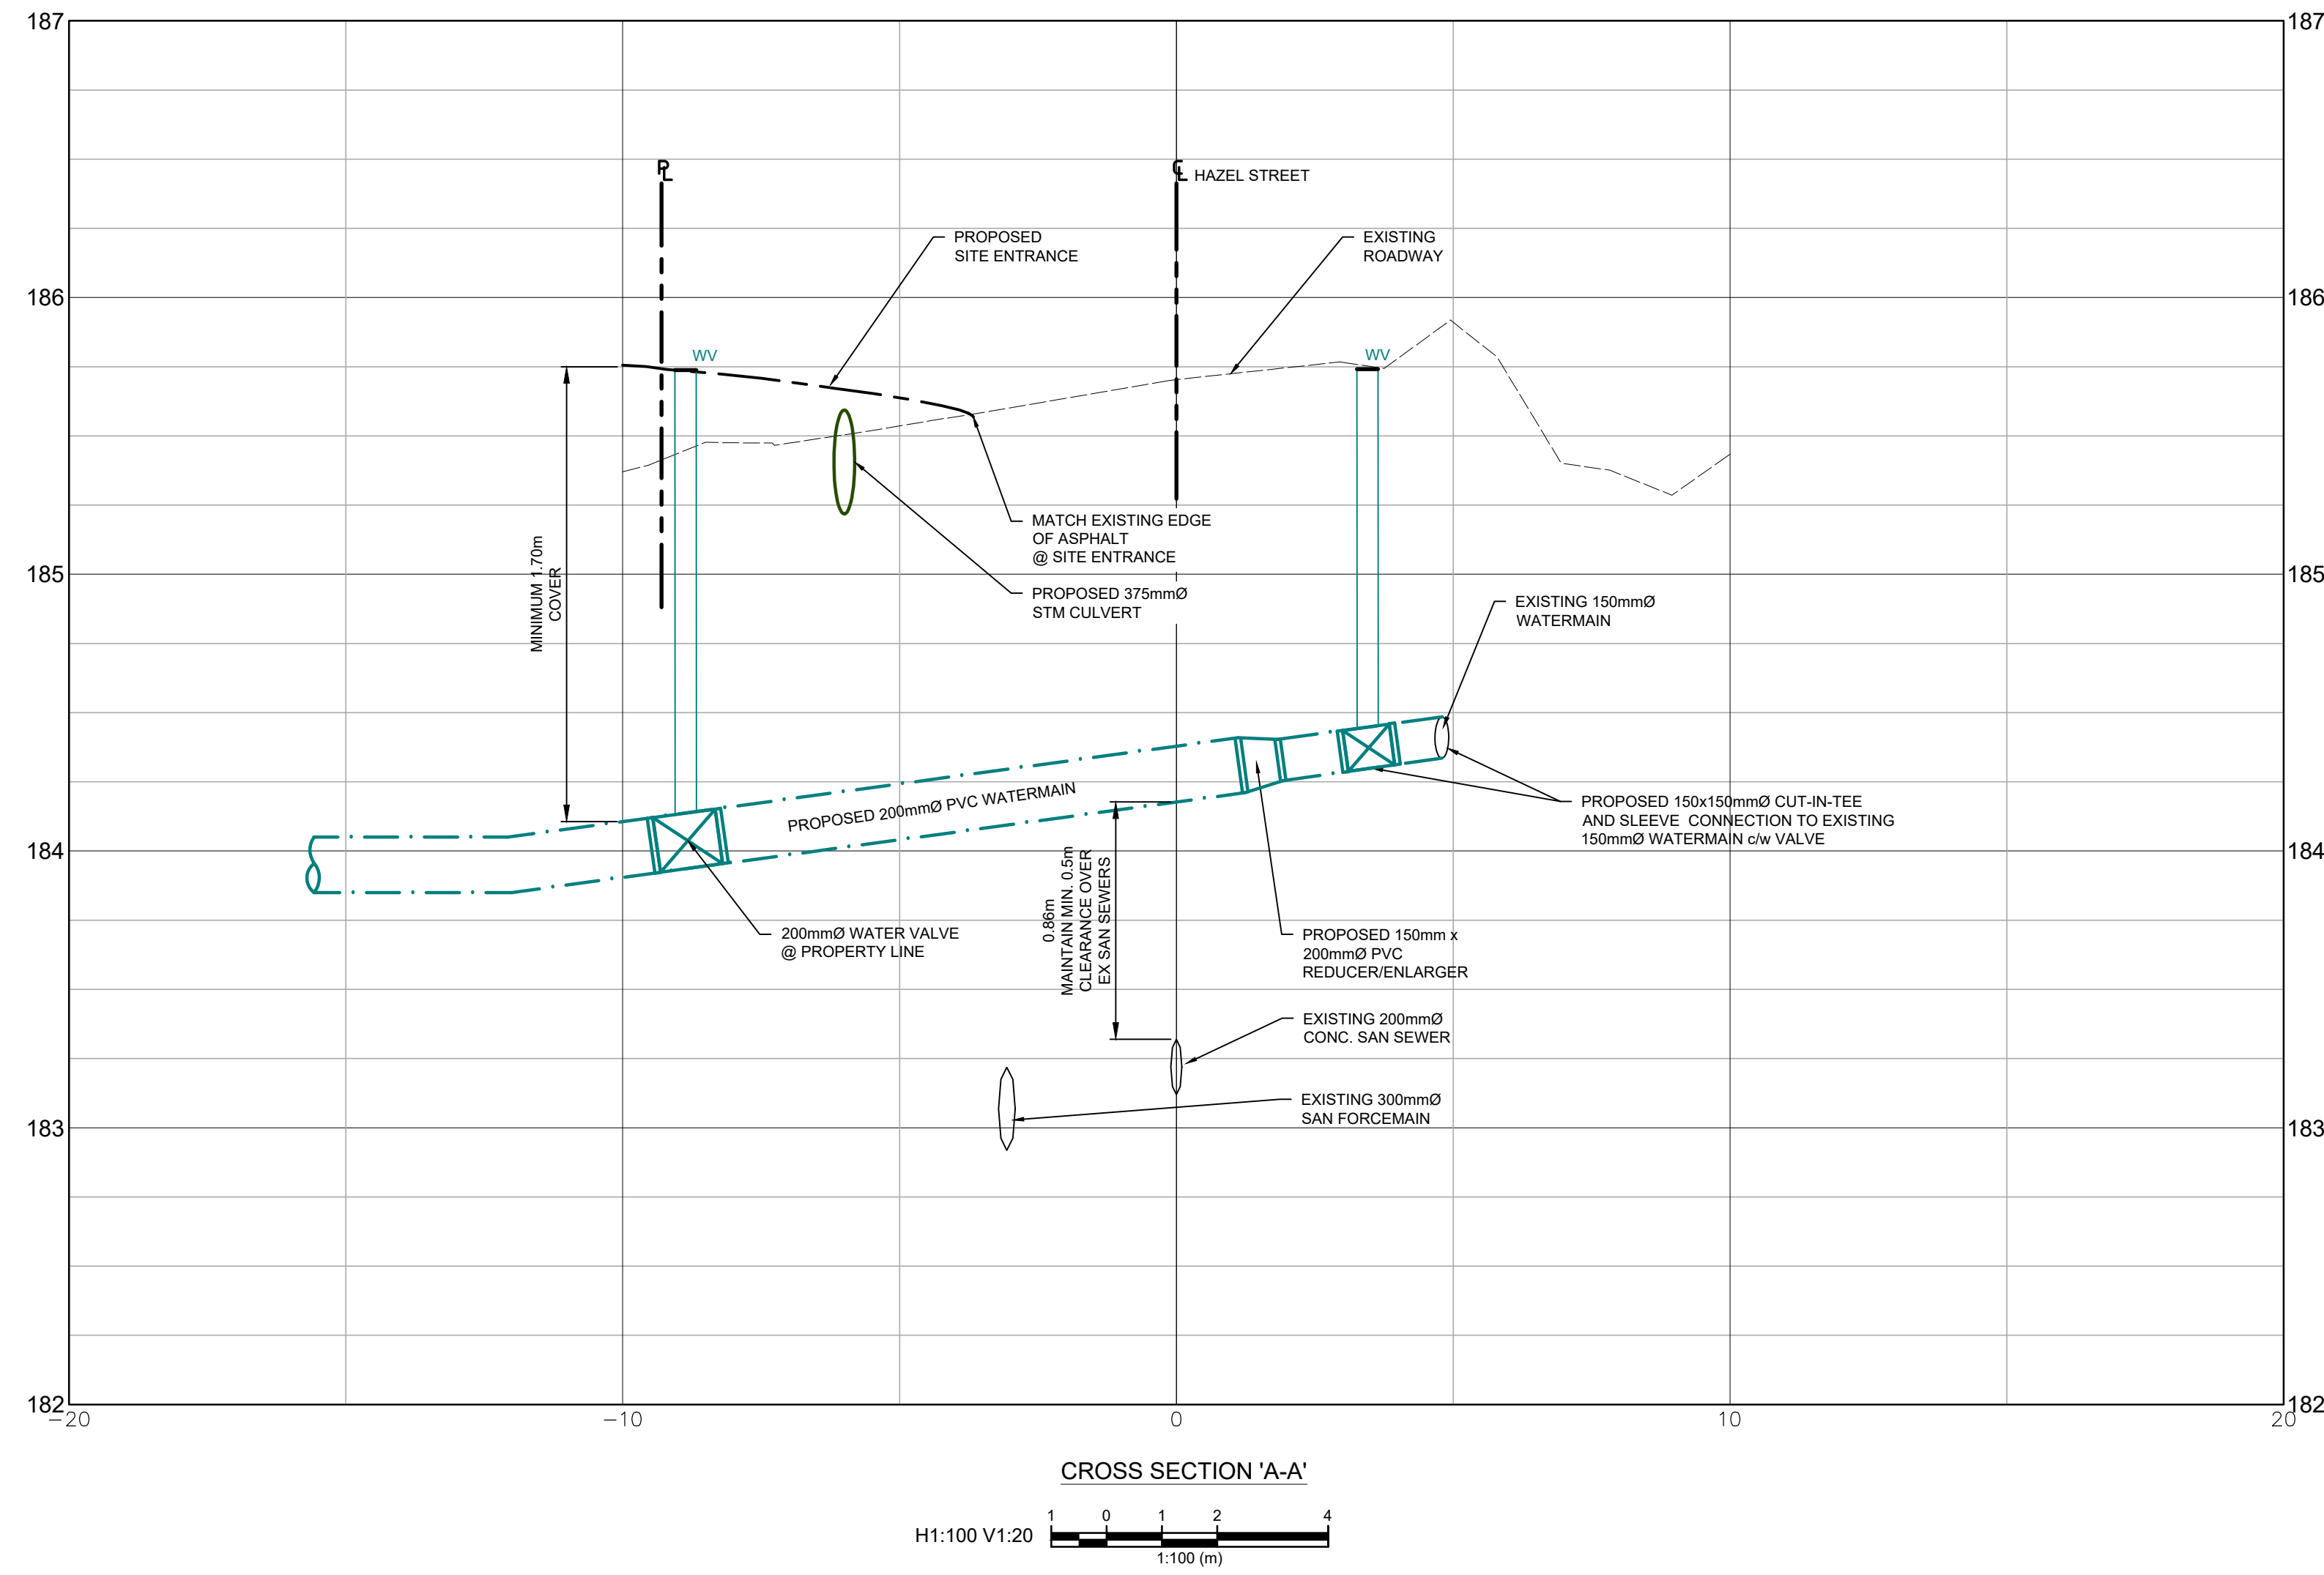 187
187
PL
CL HAZEL STREET
PROPOSED
SITE ENTRANCE
EXISTING
ROADWAY
186
186
WV
WV
MATCH EXISTING EDGE
OF ASPHALT
@ SITE ENTRANCE
MINIMUM 1.70m
COVER
185
185
PROPOSED 375mmØ
STM CULVERT
EXISTING 150mmØ
WATERMAIN
PROPOSED 200mmØ PVC WATERMAIN
PROPOSED 150x150mmØ CUT-IN-TEE
AND SLEEVE CONNECTION TO EXISTING
150mmØ WATERMAIN c/w VALVE
184
184
200mmØ WATER VALVE
@ PROPERTY LINE
0.86m
MAINTAIN MIN. 0.5m
CLEARANCE OVER
EX SAN SEWERS
PROPOSED 150mm x
200mmØ PVC
REDUCER/ENLARGER
EXISTING 200mmØ
CONC. SAN SEWER
EXISTING 300mmØ
SAN FORCEMAIN
183
183
182
182
-20
-10
0
10
20
CROSS SECTION 'A-A'
H1:100 V1:20
1 0 1 2 4
1:100 (m)